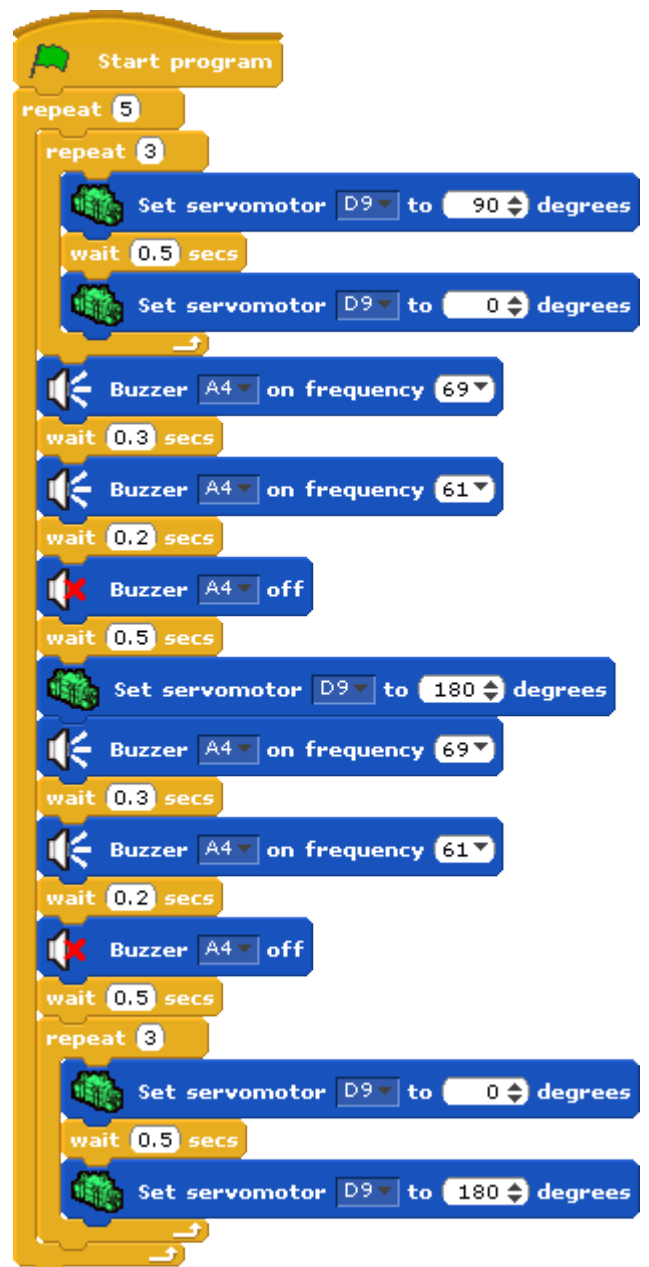 Start program
repeat 5
repeat 3
Set servomotor D9 to 90 degrees
wait 0.5 secs
Set servomotor D9 to 0 degrees
Buzzer A4 on frequency 69
wait 0.3 secs
Buzzer A4 on frequency 61
wait 0.2 secs
Buzzer A4 off
wait 0.5 secs
Set servomotor D9 to 180 degrees
Buzzer A4 on frequency 69
wait 0.3 secs
Buzzer A4 on frequency 61
wait 0.2 secs
Buzzer A4 off
wait 0.5 secs
repeat 3
Set servomotor D9 to 0 degrees
wait 0.5 secs
Set servomotor D9 to 180 degrees